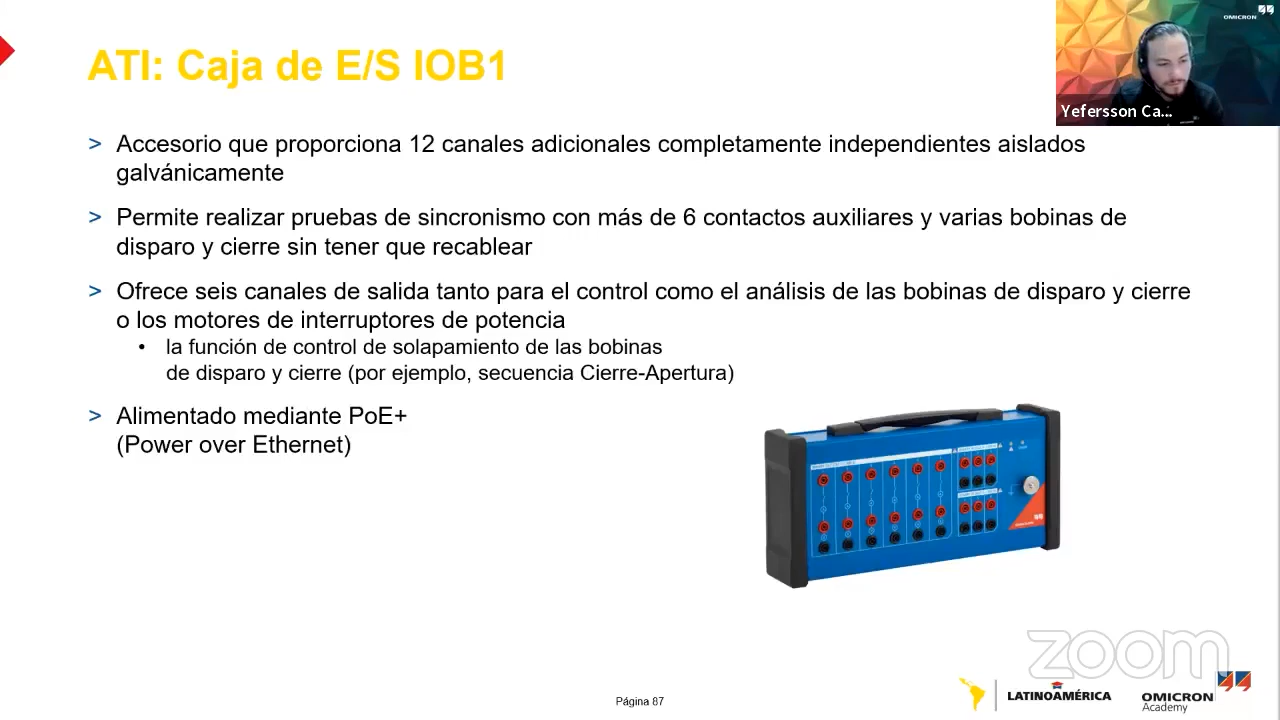 ATI: Caja de E/S IOB1
OMICRON
Yefersson Ca...
> Accesorio que proporciona 12 canales adicionales completamente independientes aislados
galvánicamente
> Permite realizar pruebas de sincronismo con más de 6 contactos auxiliares y varias bobinas de
disparo y cierre sin tener que recablear
> Ofrece seis canales de salida tanto para el control como el análisis de las bobinas de disparo y cierre
o los motores de interruptores de potencia
• la función de control de solapamiento de las bobinas
de disparo y cierre (por ejemplo, secuencia Cierre-Apertura)
> Alimentado mediante PoE+
(Power over Ethernet)
zoom
Página 87
LATINOAMÉRICA
OMICRON
Academy